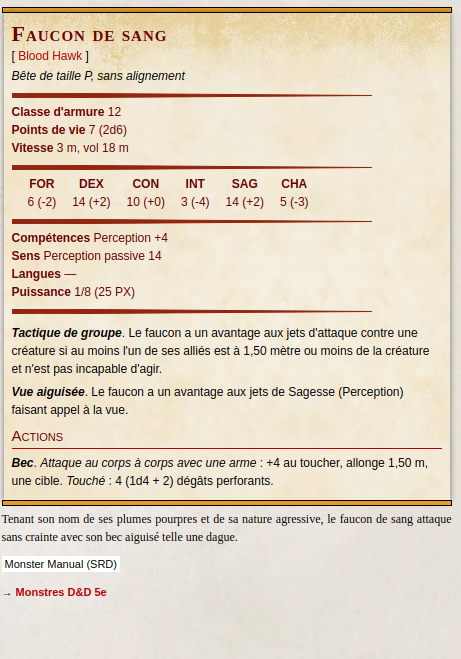 Faucon de sang
[ Blood Hawk ]
Bête de taille P, sans alignement
Classe d'armure 12
Points de vie 7 (2d6)
Vitesse 3 m, vol 18 m
FOR DEX CON INT SAG CHA
6 (-2) 14 (+2) 10 (+0) 3 (-4) 14 (+2) 5 (-3)
Compétences Perception +4
Sens Perception passive 14
Langues —
Puissance 1/8 (25 PX)
Tactique de groupe. Le faucon a un avantage aux jets d'attaque contre une
créature si au moins l'un de ses alliés est à 1,50 mètre ou moins de la créature
et n'est pas incapable d'agir.
Vue aiguisée. Le faucon a un avantage aux jets de Sagesse (Perception)
faisant appel à la vue.
Actions
Bec. Attaque au corps à corps avec une arme : +4 au toucher, allonge 1,50 m,
une cible. Touché : 4 (1d4 + 2) dégâts perforants.
Tenant son nom de ses plumes pourpres et de sa nature agressive, le faucon de sang attaque
sans crainte avec son bec aiguisé telle une dague.
Monster Manual (SRD)
→ Monstres D&D 5e